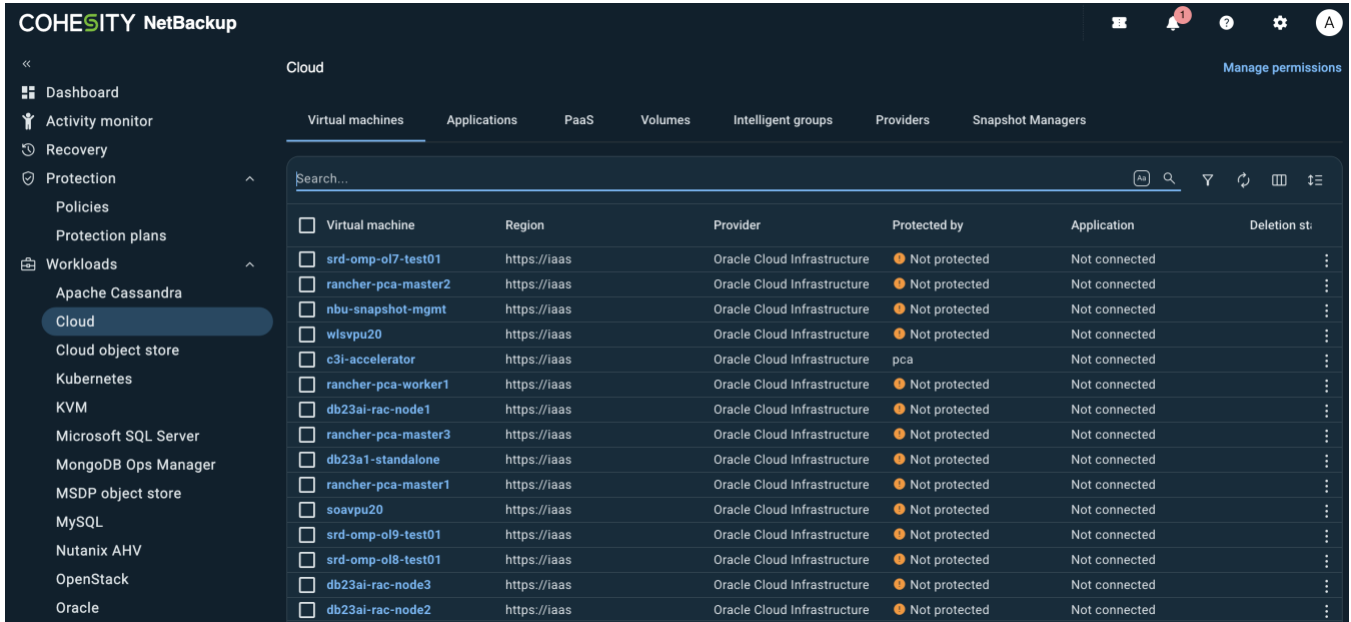 COHESITY NetBackup
1
?
A
«
Dashboard
Activity monitor
Recovery
Protection
Policies
Protection plans
Workloads
Apache Cassandra
Cloud
Cloud object store
Kubernetes
KVM
Microsoft SQL Server
MongoDB Ops Manager
MSDP object store
MySQL
Nutanix AHV
OpenStack
Oracle
Cloud
Manage permissions
Virtual machines Applications PaaS Volumes Intelligent groups Providers Snapshot Managers
Search...
Aa
Virtual machine Region Provider Protected by Application Deletion sta
srd-omp-ol7-test01 https://iaas Oracle Cloud Infrastructure Not protected Not connected
rancher-pca-master2 https://iaas Oracle Cloud Infrastructure Not protected Not connected
nbu-snapshot-mgmt https://iaas Oracle Cloud Infrastructure Not protected Not connected
wlsvpu20 https://iaas Oracle Cloud Infrastructure Not protected Not connected
c3i-accelerator https://iaas Oracle Cloud Infrastructure pca Not connected
rancher-pca-worker1 https://iaas Oracle Cloud Infrastructure Not protected Not connected
db23ai-rac-node1 https://iaas Oracle Cloud Infrastructure Not protected Not connected
rancher-pca-master3 https://iaas Oracle Cloud Infrastructure Not protected Not connected
db23a1-standalone https://iaas Oracle Cloud Infrastructure Not protected Not connected
rancher-pca-master1 https://iaas Oracle Cloud Infrastructure Not protected Not connected
soavpu20 https://iaas Oracle Cloud Infrastructure Not protected Not connected
srd-omp-ol9-test01 https://iaas Oracle Cloud Infrastructure Not protected Not connected
srd-omp-ol8-test01 https://iaas Oracle Cloud Infrastructure Not protected Not connected
db23ai-rac-node3 https://iaas Oracle Cloud Infrastructure Not protected Not connected
db23ai-rac-node2 https://iaas Oracle Cloud Infrastructure Not protected Not connected